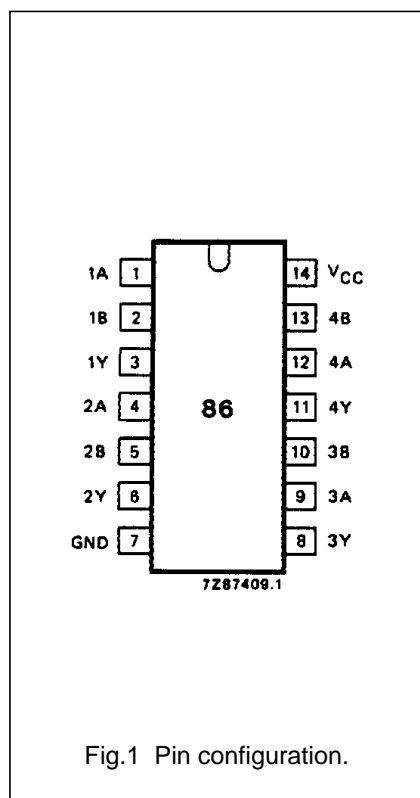 1A 1 14 VCC
1B 2 13 4B
1Y 3 12 4A
2A 4 86 11 4Y
2B 5 10 3B
2Y 6 9 3A
GND 7 8 3Y
7Z87409.1
Fig.1 Pin configuration.